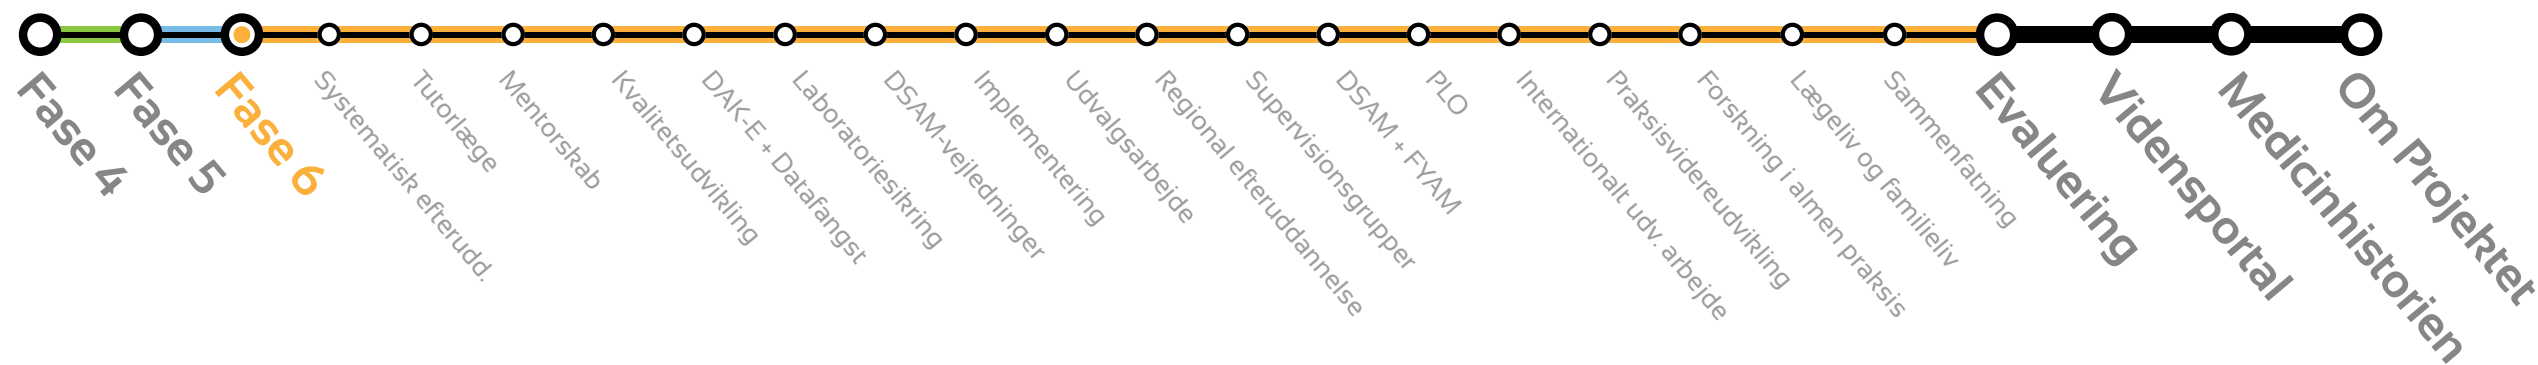 Fase 4
Fase 5
Fase 6
Systematisk efterudd.
Tutorlæge
Mentorskab
Kvalitetsudvikling
DAK-E + Datafangst
Laboratoriesikring
DSAM-vejledninger
Implementering
Udvalgsarbejde
Regional efteruddannelse
Supervisionsgrupper
DSAM + FYAM
PLO
Internationalt udv. arbejde
Praksisvidereudvikling
Forskning i almen praksis
Lægeliv og familieliv
Sammenfatning
Evaluering
Vidensportal
Medicinhistorien
Om Projektet